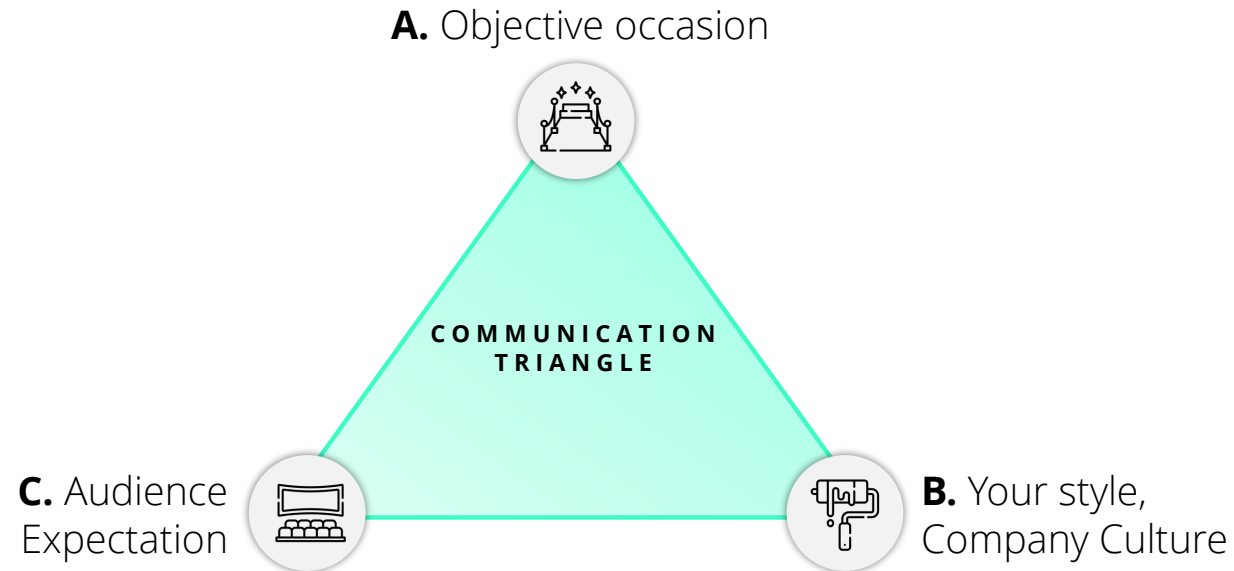 A. Objective occasion
COMMUNICATION
TRIANGLE
C. Audience
Expectation
B. Your style,
Company Culture